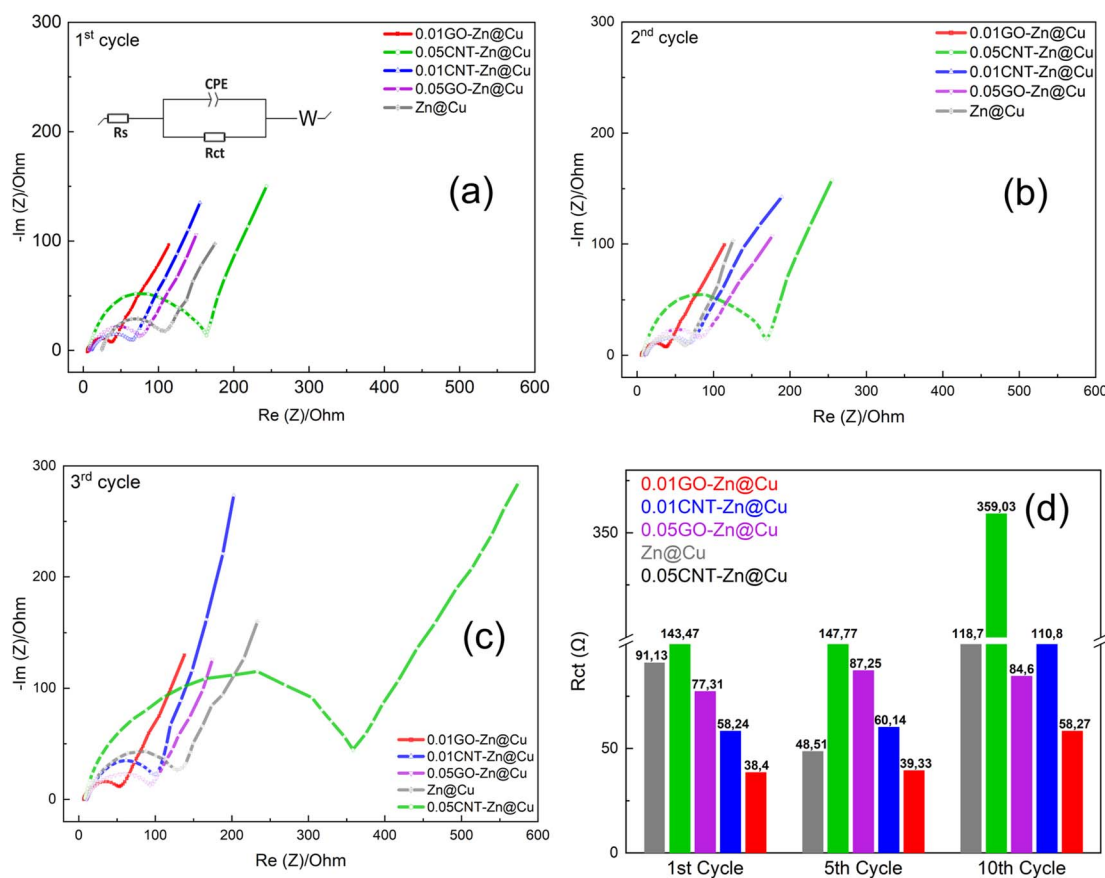 1st cycle
0.01GO-Zn@Cu
0.05CNT-Zn@Cu
0.01CNT-Zn@Cu
0.05GO-Zn@Cu
Zn@Cu
CPE
Rs
Rct
W
(a)
300
200
100
0
-Im (Z)/Ohm
0 100 200 300 400 500 600
Re (Z)/Ohm
2nd cycle
0.01GO-Zn@Cu
0.05CNT-Zn@Cu
0.01CNT-Zn@Cu
0.05GO-Zn@Cu
Zn@Cu
(b)
300
200
100
0
-Im (Z)/Ohm
0 100 200 300 400 500 600
Re (Z)/Ohm
3rd cycle
(c)
0.01GO-Zn@Cu
0.01CNT-Zn@Cu
0.05GO-Zn@Cu
Zn@Cu
0.05CNT-Zn@Cu
300
200
100
0
-Im (Z)/Ohm
0 100 200 300 400 500 600
Re (Z)/Ohm
0.01GO-Zn@Cu
0.01CNT-Zn@Cu
0.05GO-Zn@Cu
Zn@Cu
0.05CNT-Zn@Cu
(d)
350
50
0
Rct (Ω)
91,13
143,47
77,31
58,24
38,4
48,51
147,77
87,25
60,14
39,33
118,7
359,03
84,6
110,8
58,27
1st Cycle 5th Cycle 10th Cycle